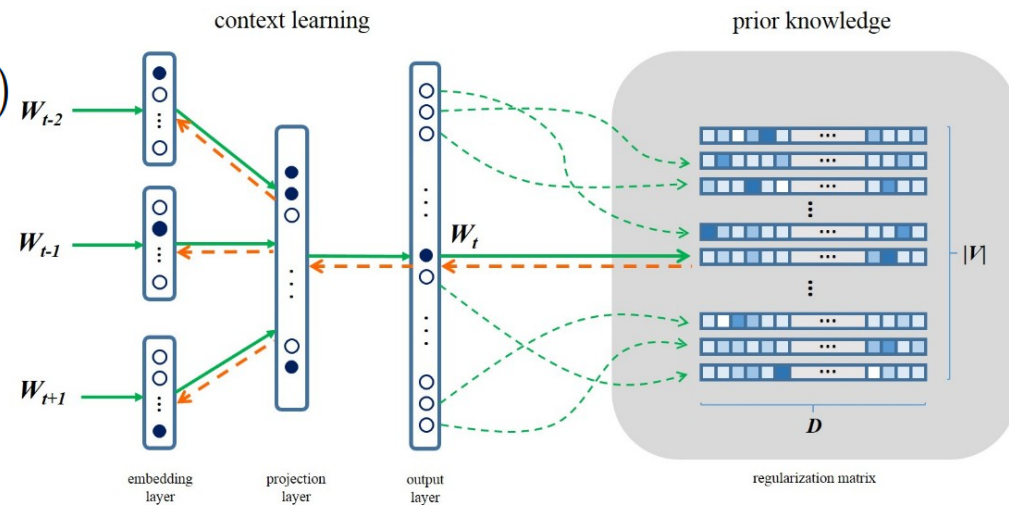 context learning
prior knowledge
)
W_{t-2}
W_{t-1}
W_{t+1}
W_t
|V|
D
embedding
layer
projection
layer
output
layer
regularization matrix